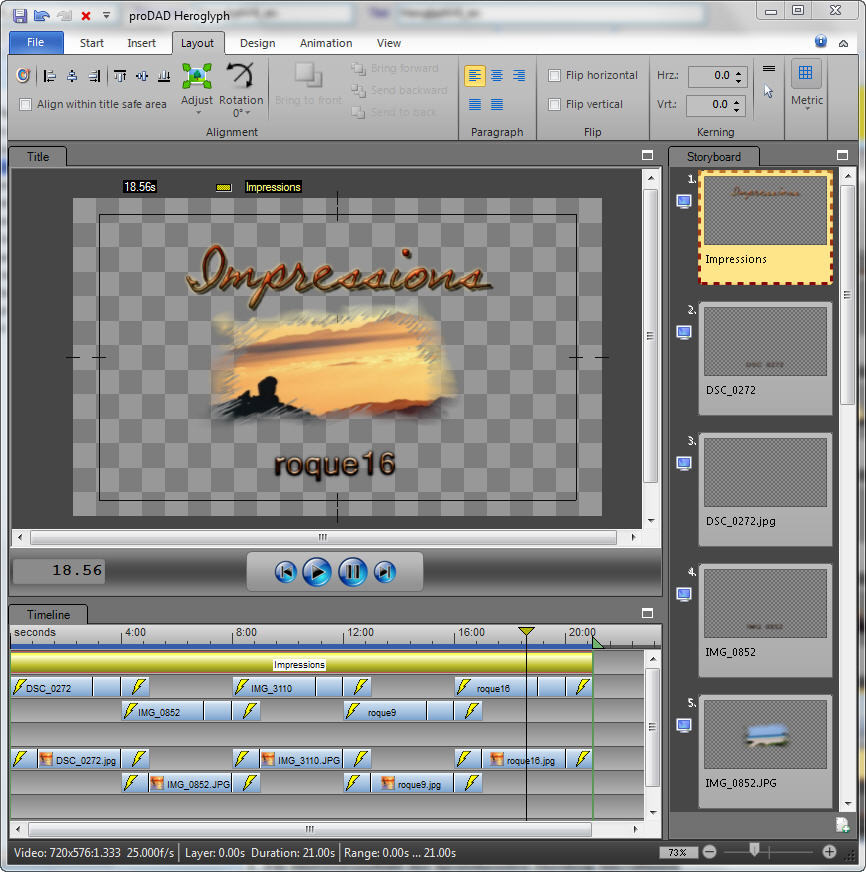 proDAD Heroglyph
File Start Insert Layout Design Animation View
Align within title safe area
Adjust Rotation
0°
Bring to front
Bring forward
Send backward
Send to back
Flip horizontal
Flip vertical
Hrz.: 0.0
Vrt.: 0.0
Metric
Alignment Paragraph Flip Kerning
Title
Storyboard
18.56s Impressions
Impressions
roque16
1.
Impressions
Impressions
2.
DSC_0272
DSC_0272
3.
DSC_0272.jpg
4.
IMG_0852
IMG_0852
5.
IMG_0852.JPG
18.56
Timeline
seconds 4:00 8:00 12:00 16:00 20:00
Impressions
DSC_0272 IMG_3110 roque16
IMG_0852 roque9
DSC_0272.jpg IMG_3110.JPG roque16.jpg
IMG_0852.JPG roque9.jpg
Video: 720x576:1.333 25.000f/s Layer: 0.00s Duration: 21.00s Range: 0.00s ... 21.00s 73%